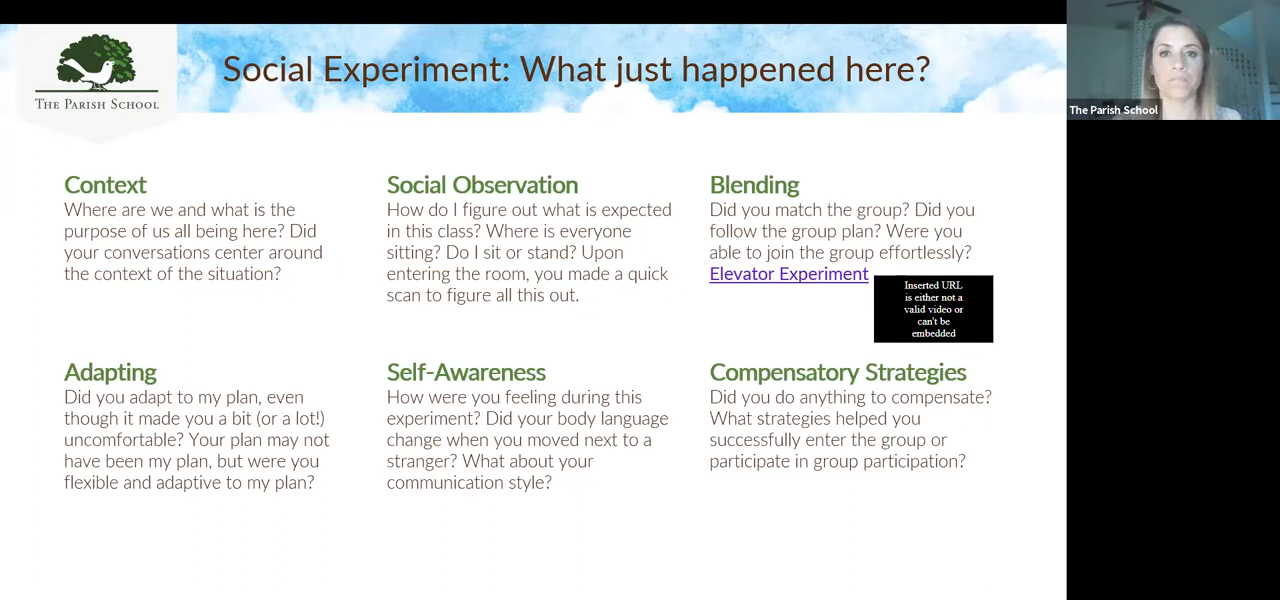 Social Experiment: What just happened here?
THE PARISH SCHOOL
The Parish School
Context
Where are we and what is the
purpose of us all being here? Did
your conversations center around
the context of the situation?
Social Observation
How do I figure out what is expected
in this class? Where is everyone
sitting? Do I sit or stand? Upon
entering the room, you made a quick
scan to figure all this out.
Blending
Did you match the group? Did you
follow the group plan? Were you
able to join the group effortlessly?
Elevator Experiment
Inserted URL
is either not a
valid video or
can't be
embedded
Adapting
Did you adapt to my plan, even
though it made you a bit (or a lot!)
uncomfortable? Your plan may not
have been my plan, but were you
flexible and adaptive to my plan?
Self-Awareness
How were you feeling during this
experiment? Did your body language
change when you moved next to a
stranger? What about your
communication style?
Compensatory Strategies
Did you do anything to compensate?
What strategies helped you
successfully enter the group or
participate in group participation?